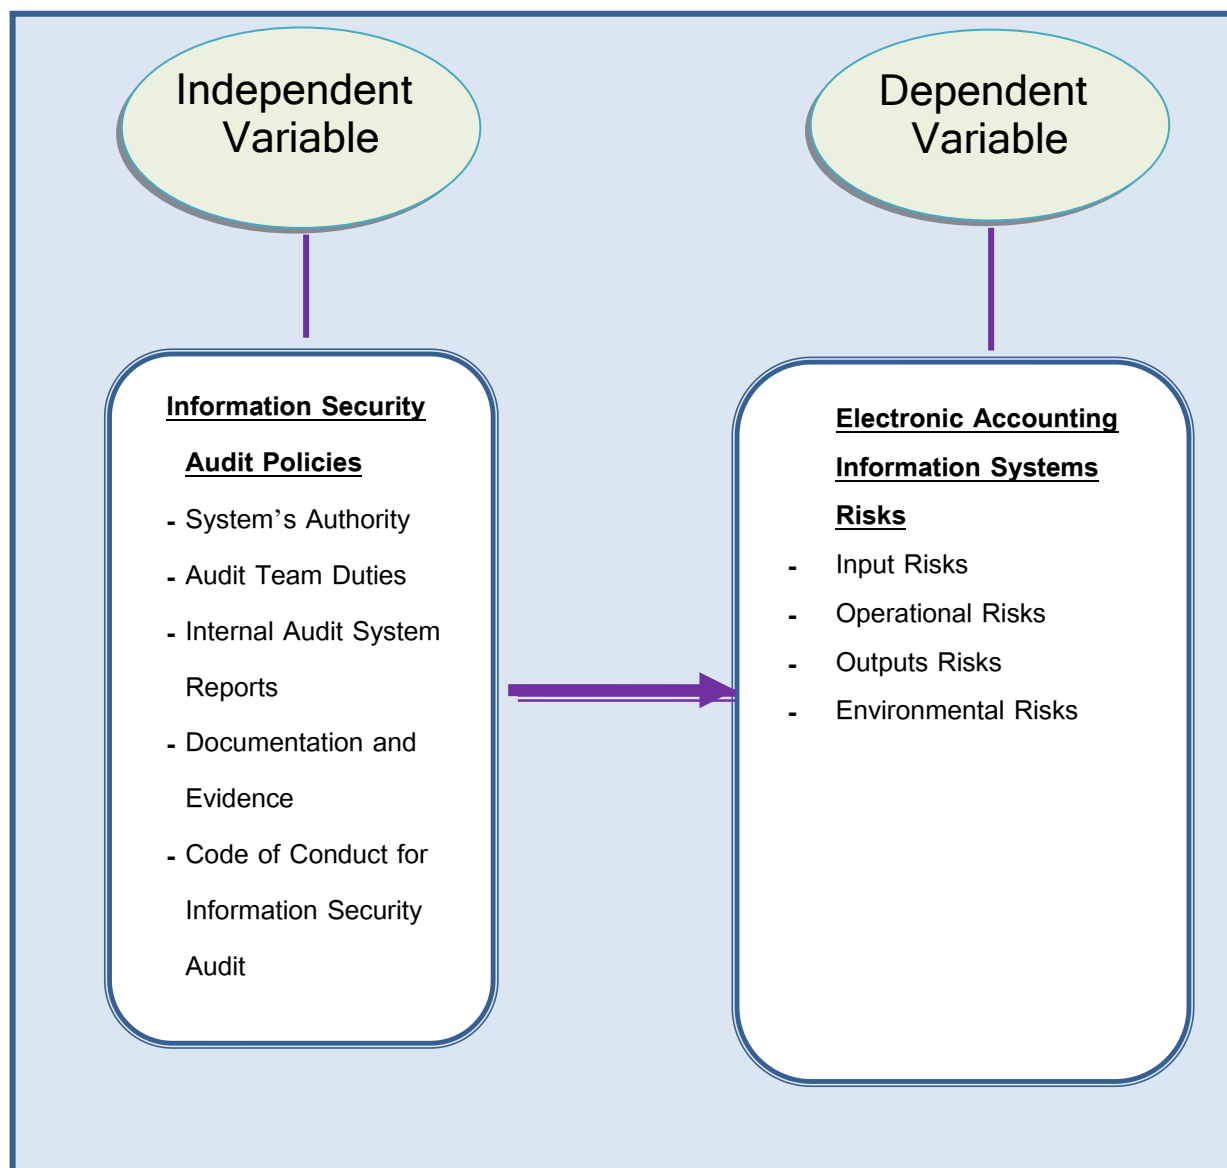 Independent
Variable
Dependent
Variable
Information Security
Audit Policies
- System’s Authority
- Audit Team Duties
- Internal Audit System
Reports
- Documentation and
Evidence
- Code of Conduct for
Information Security
Audit
Electronic Accounting
Information Systems
Risks
- Input Risks
- Operational Risks
- Outputs Risks
- Environmental Risks